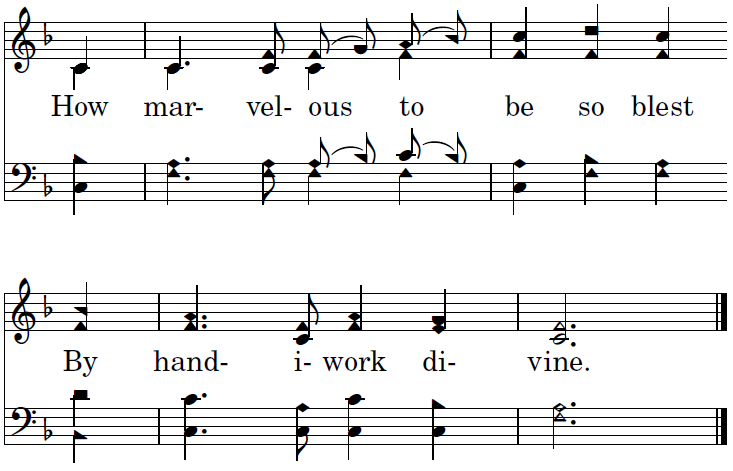 How mar- vel- ous to be so blest
By hand- i- work di- vine.